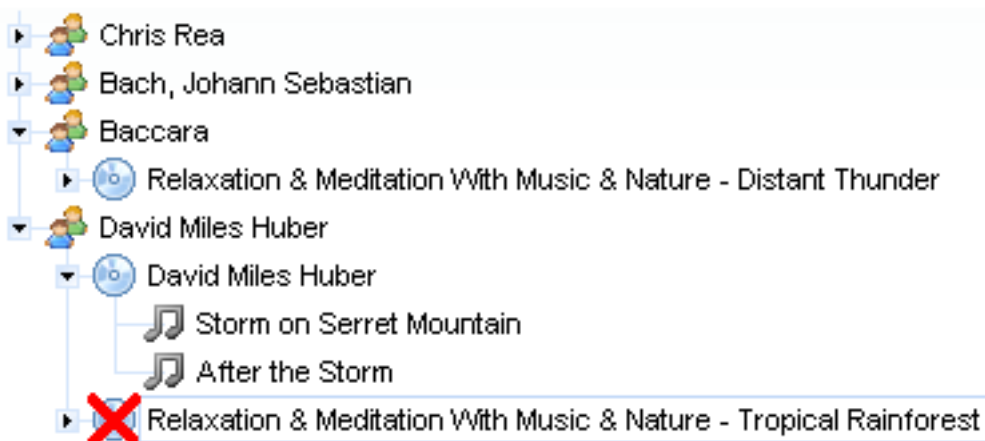 Chris Rea
Bach, Johann Sebastian
Baccara
Relaxation & Meditation With Music & Nature - Distant Thunder
David Miles Huber
David Miles Huber
Storm on Serret Mountain
After the Storm
Relaxation & Meditation With Music & Nature - Tropical Rainforest